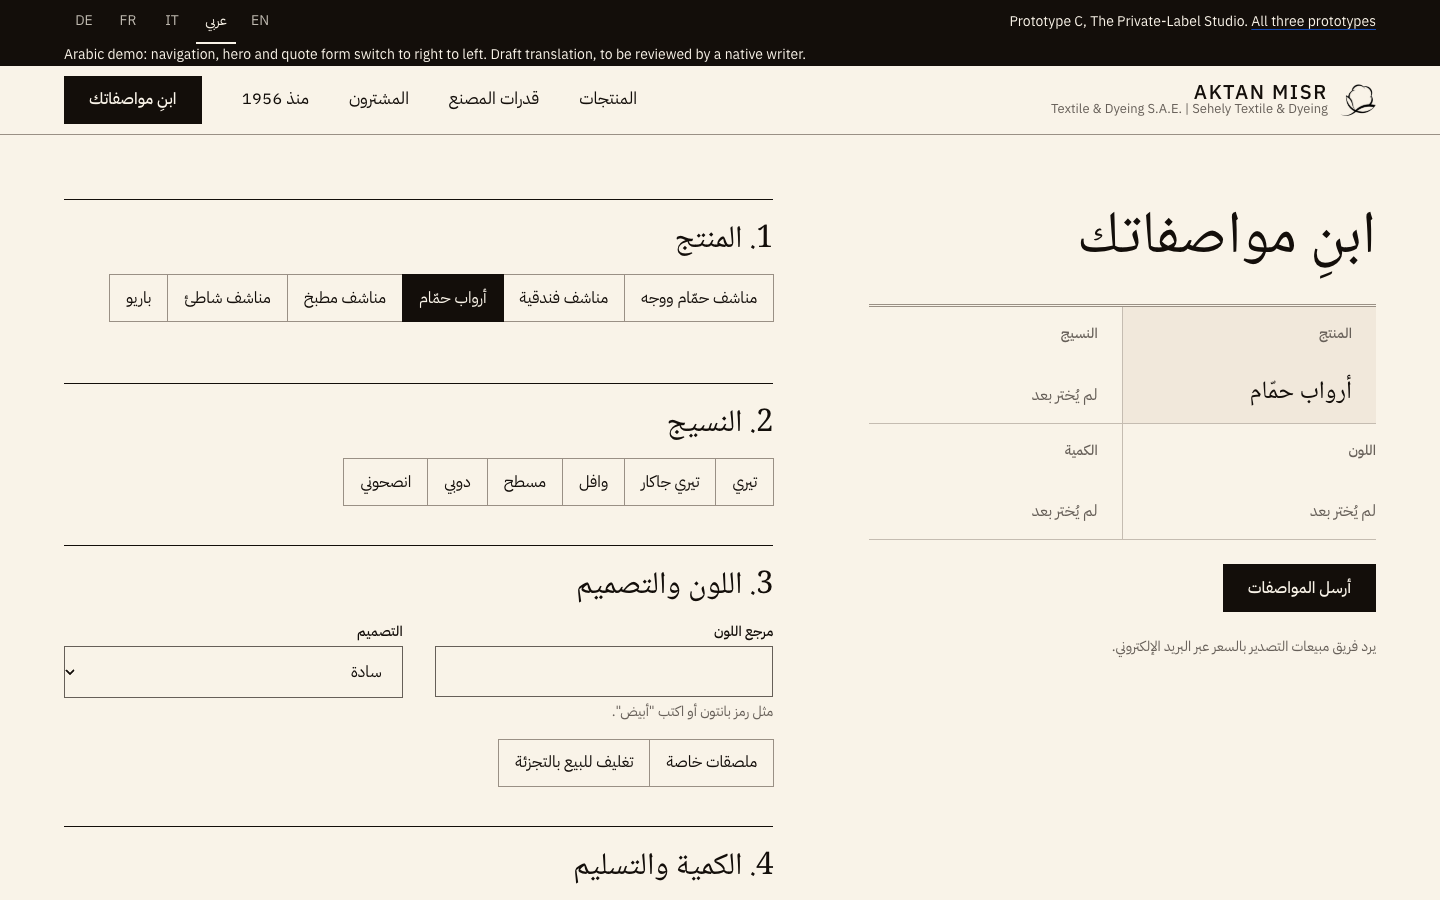 DE FR IT عربي EN
Prototype C, The Private-Label Studio. All three prototypes
Arabic demo: navigation, hero and quote form switch to right to left. Draft translation, to be reviewed by a native writer.
AKTAN MISR
Textile & Dyeing S.A.E. | Sehely Textile & Dyeing
المنتجات قدرات المصنع المشترون منذ 1956 ابنِ مواصفاتك
ابنِ مواصفاتك
المنتج النسيج
أرواب حمّام لم يُختر بعد
اللون الكمية
لم يُختر بعد لم يُختر بعد
أرسل المواصفات
يرد فريق مبيعات التصدير بالسعر عبر البريد الإلكتروني.
1. المنتج
مناشف حمّام ووجه مناشف فندقية أرواب حمّام مناشف مطبخ مناشف شاطئ باريو
2. النسيج
تيري تيري جاكار وافل مسطح دوبي انصحوني
3. اللون والتصميم
مرجع اللون التصميم
سادة
مثل رمز بانتون أو اكتب "أبيض".
ملصقات خاصة تغليف للبيع بالتجزئة
4. الكمية والتسليم